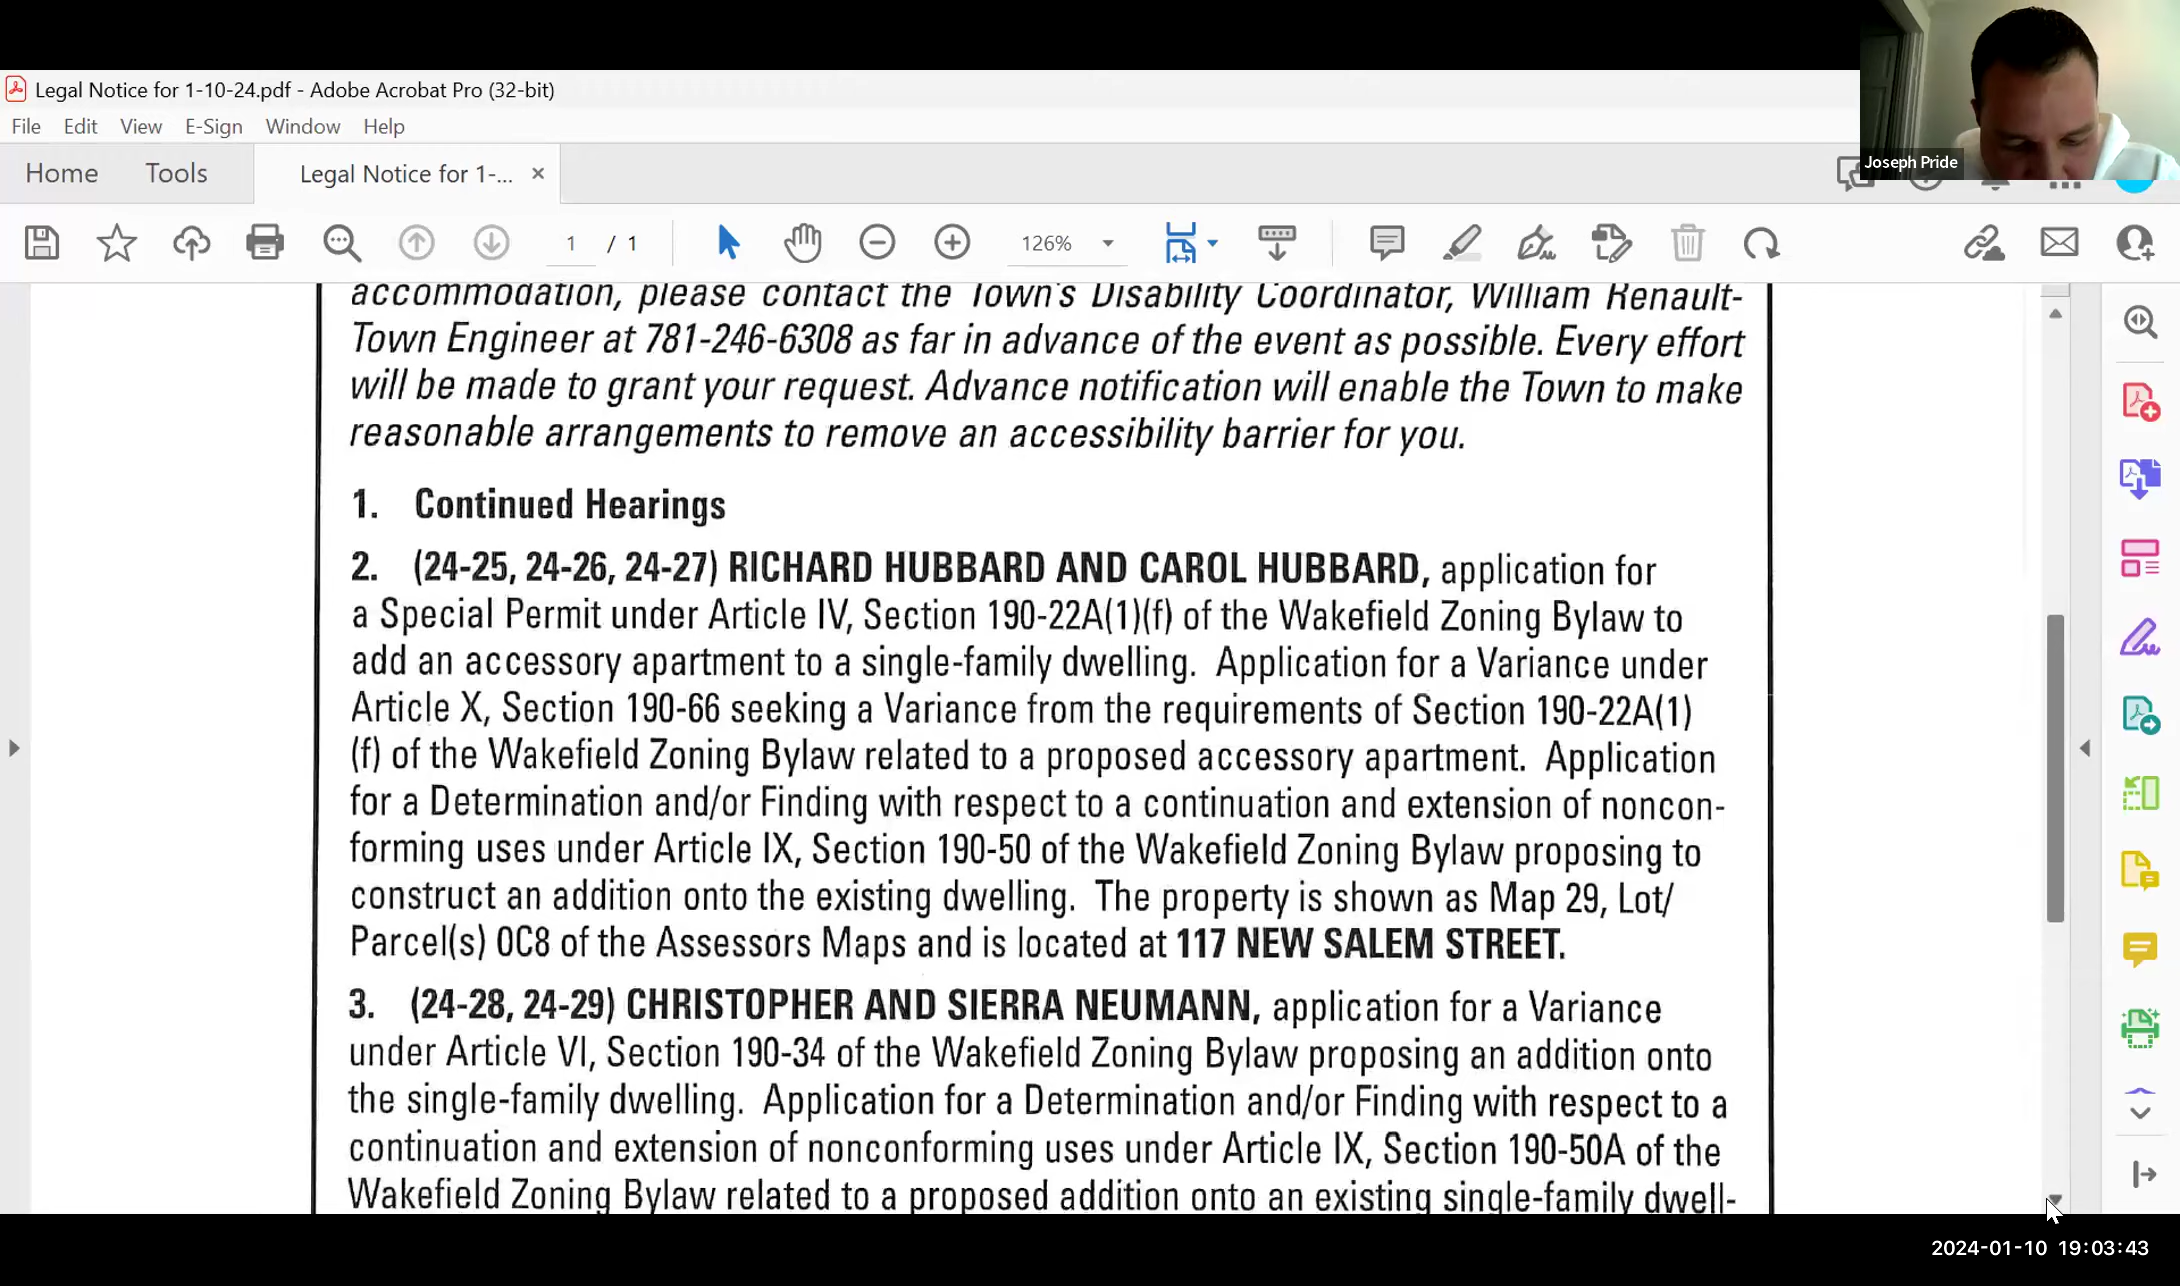 Legal Notice for 1-10-24.pdf - Adobe Acrobat Pro (32-bit)
File Edit View E-Sign Window Help
Home Tools Legal Notice for 1-... ×
Joseph Pride
1 / 1 126%
accommodation, please contact the Town's Disability Coordinator, William Renault-
Town Engineer at 781-246-6308 as far in advance of the event as possible. Every effort
will be made to grant your request. Advance notification will enable the Town to make
reasonable arrangements to remove an accessibility barrier for you.
1. Continued Hearings
2. (24-25, 24-26, 24-27) RICHARD HUBBARD AND CAROL HUBBARD, application for
a Special Permit under Article IV, Section 190-22A(1)(f) of the Wakefield Zoning Bylaw to
add an accessory apartment to a single-family dwelling. Application for a Variance under
Article X, Section 190-66 seeking a Variance from the requirements of Section 190-22A(1)
(f) of the Wakefield Zoning Bylaw related to a proposed accessory apartment. Application
for a Determination and/or Finding with respect to a continuation and extension of noncon-
forming uses under Article IX, Section 190-50 of the Wakefield Zoning Bylaw proposing to
construct an addition onto the existing dwelling. The property is shown as Map 29, Lot/
Parcel(s) 0C8 of the Assessors Maps and is located at 117 NEW SALEM STREET.
3. (24-28, 24-29) CHRISTOPHER AND SIERRA NEUMANN, application for a Variance
under Article VI, Section 190-34 of the Wakefield Zoning Bylaw proposing an addition onto
the single-family dwelling. Application for a Determination and/or Finding with respect to a
continuation and extension of nonconforming uses under Article IX, Section 190-50A of the
Wakefield Zoning Bylaw related to a proposed addition onto an existing single-family dwell-
2024-01-10 19:03:43